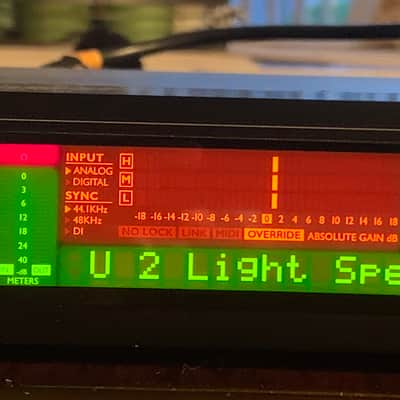 INPUT H
ANALOG
DIGITAL M
SYNC L
44.1KHz
48KHz
DI
-18 -16 -14 -12 -10 -8 -6 -4 -2 0 2 4 6 8 10 12 14 16 18
NO LOCK LINK MIDI OVERRIDE ABSOLUTE GAIN dB
0
3
6
12
18
24
40
-dB OUT
METERS
U 2 Light Spe